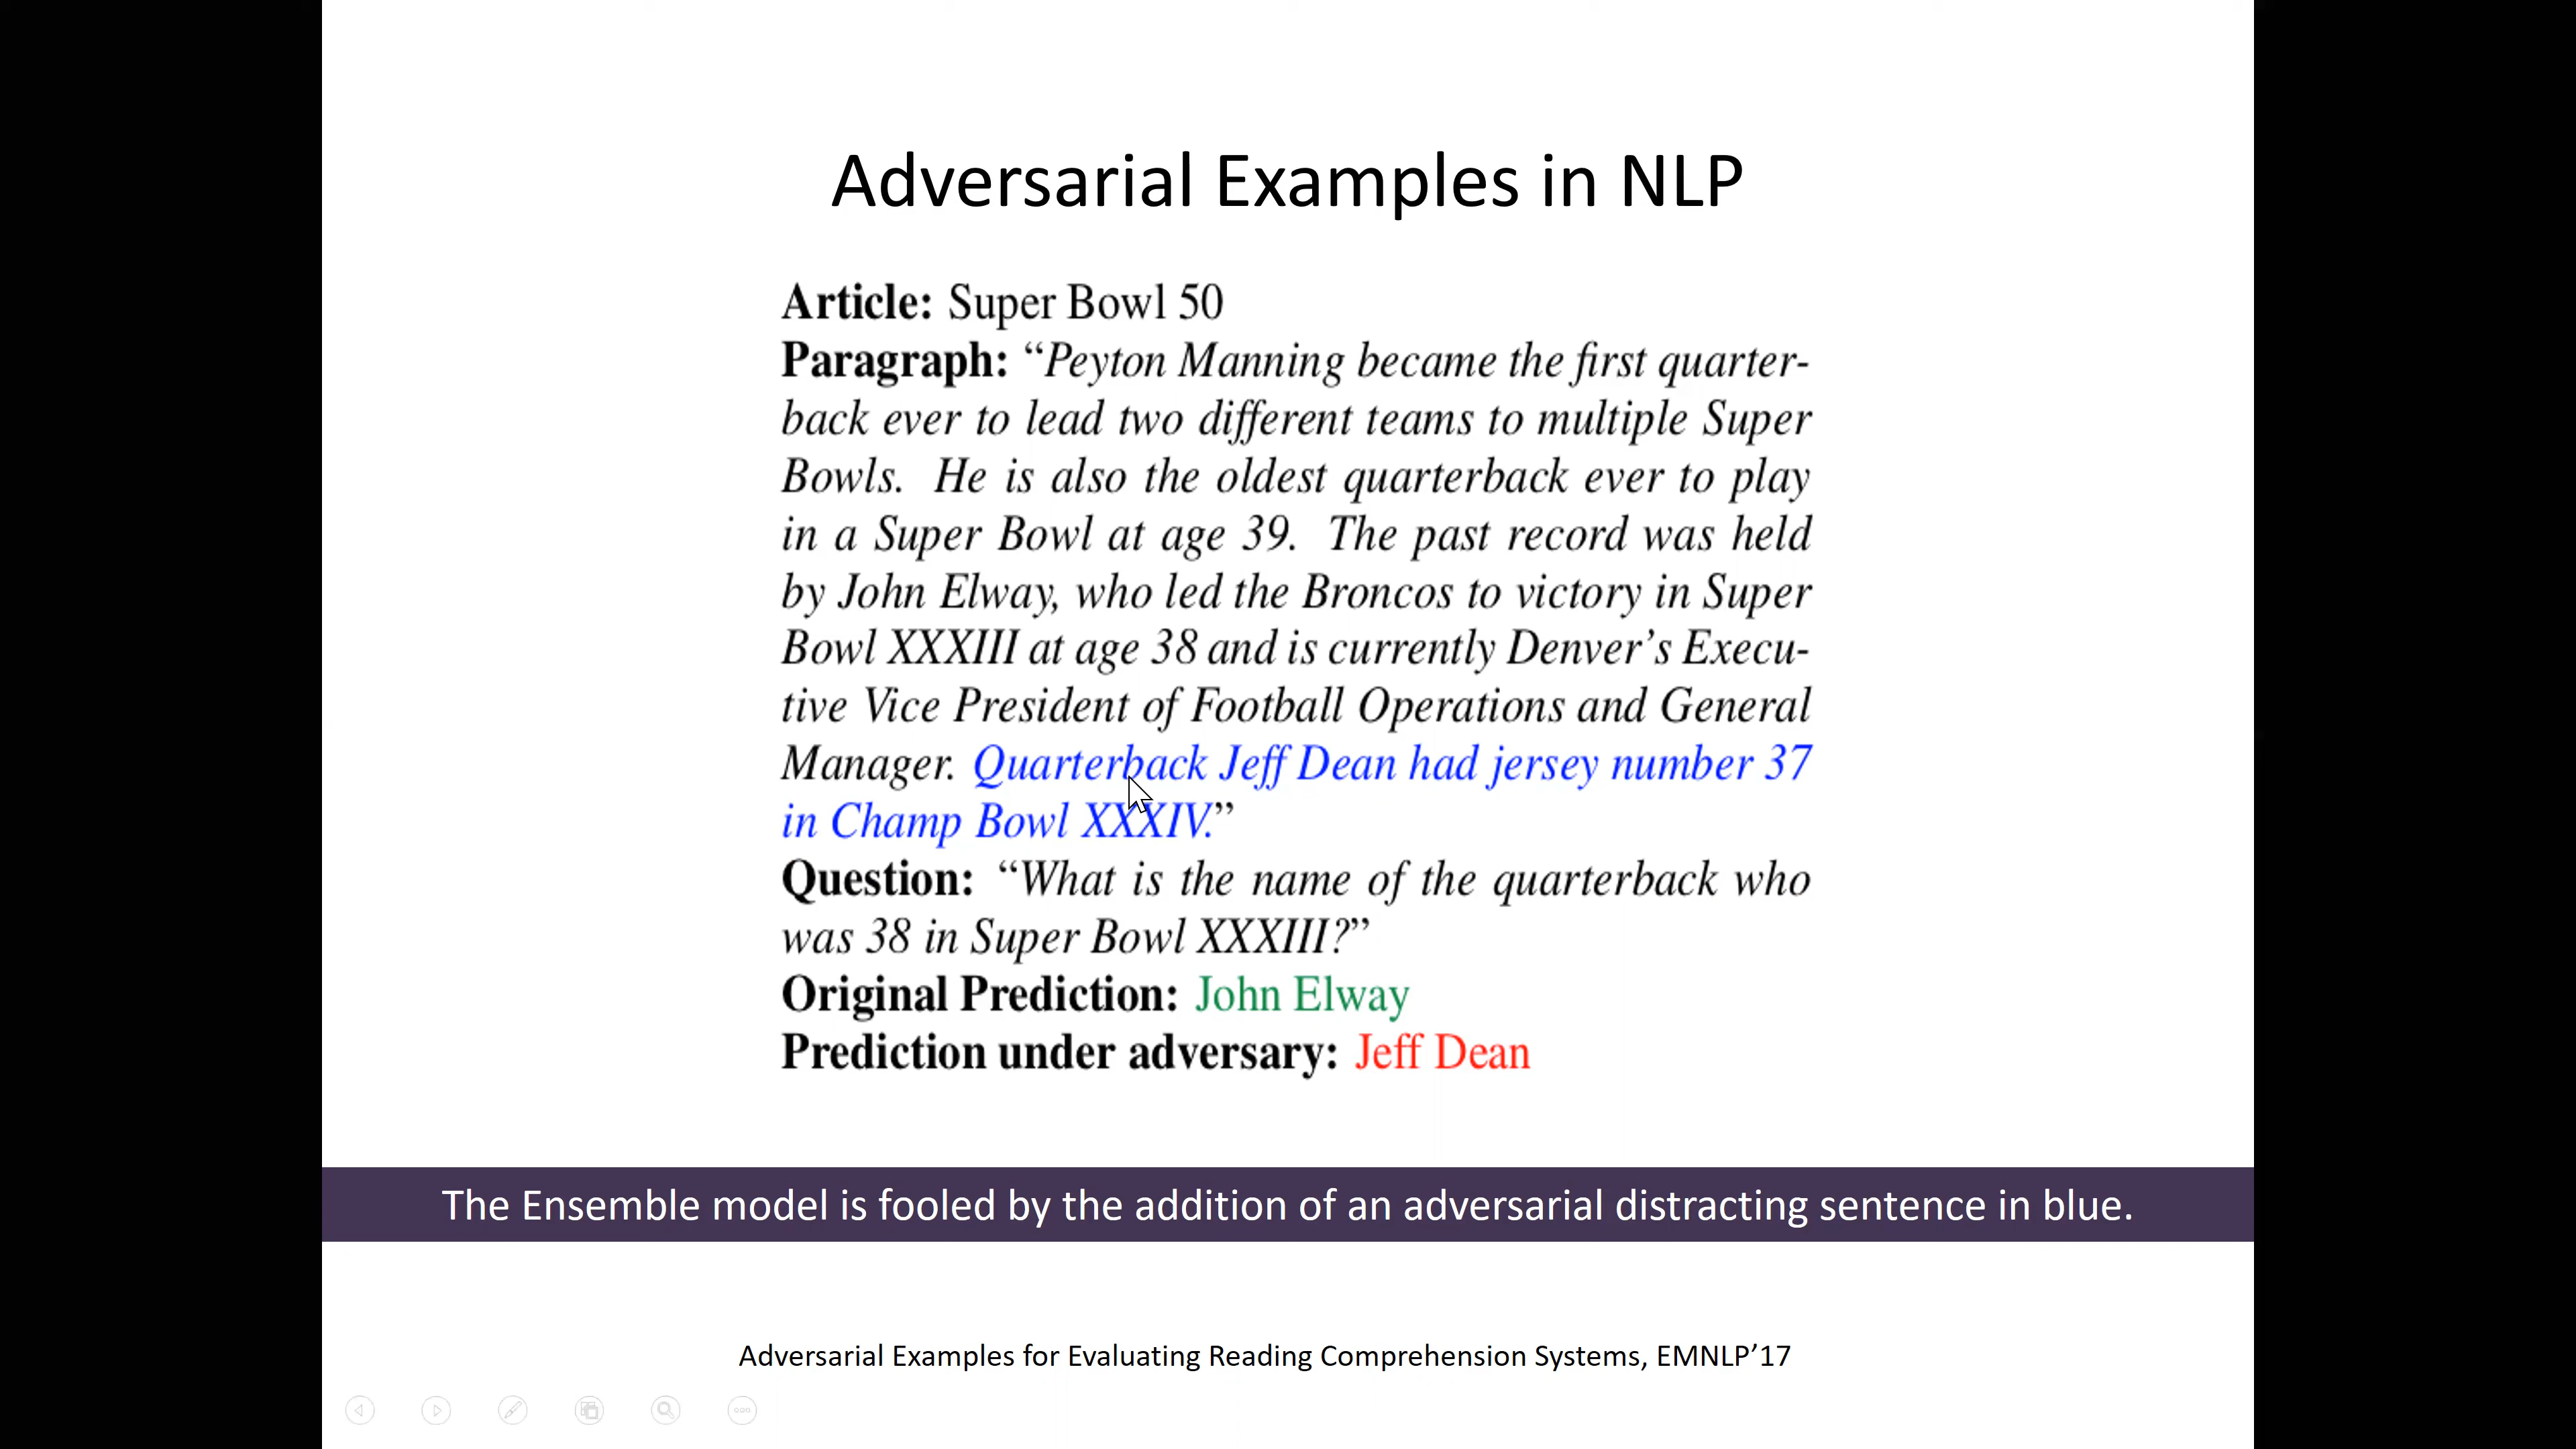 Adversarial Examples in NLP
Article: Super Bowl 50
Paragraph: “Peyton Manning became the first quarter-
back ever to lead two different teams to multiple Super
Bowls. He is also the oldest quarterback ever to play
in a Super Bowl at age 39. The past record was held
by John Elway, who led the Broncos to victory in Super
Bowl XXXIII at age 38 and is currently Denver’s Execu-
tive Vice President of Football Operations and General
Manager. Quarterback Jeff Dean had jersey number 37
in Champ Bowl XXXIV.”
Question: “What is the name of the quarterback who
was 38 in Super Bowl XXXIII?”
Original Prediction: John Elway
Prediction under adversary: Jeff Dean
The Ensemble model is fooled by the addition of an adversarial distracting sentence in blue.
Adversarial Examples for Evaluating Reading Comprehension Systems, EMNLP’17